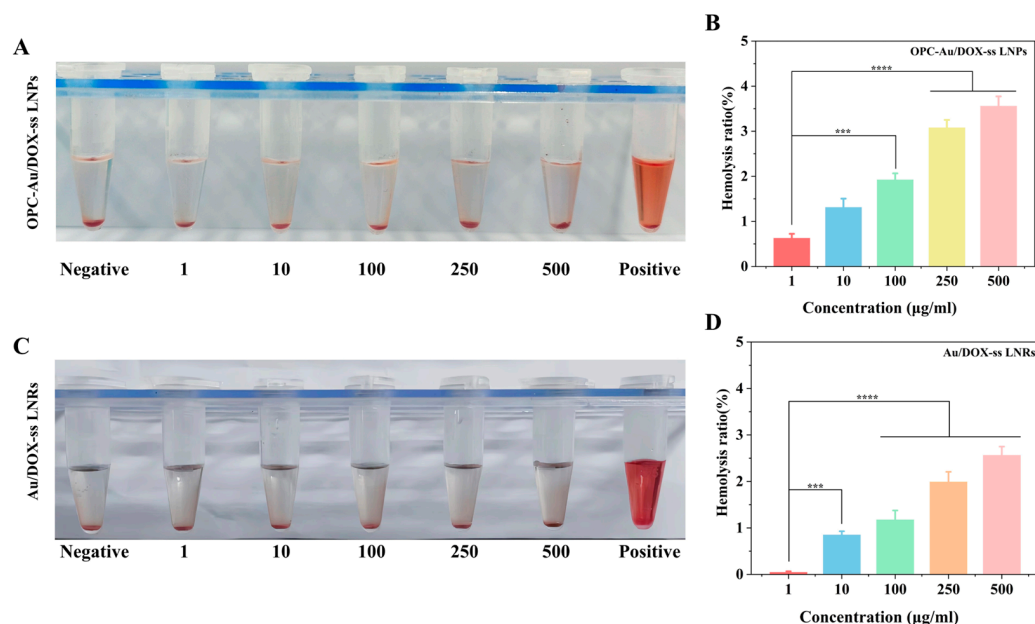 A
OPC-Au/DOX-ss LNPs
Negative 1 10 100 250 500 Positive
B
OPC-Au/DOX-ss LNPs
Hemolysis ratio(%)
5
4
3
2
1
0
****
***
1 10 100 250 500
Concentration (μg/ml)
C
Au/DOX-ss LNRs
Negative 1 10 100 250 500 Positive
D
Au/DOX-ss LNRs
Hemolysis ratio(%)
5
4
3
2
1
0
****
***
1 10 100 250 500
Concentration (μg/ml)